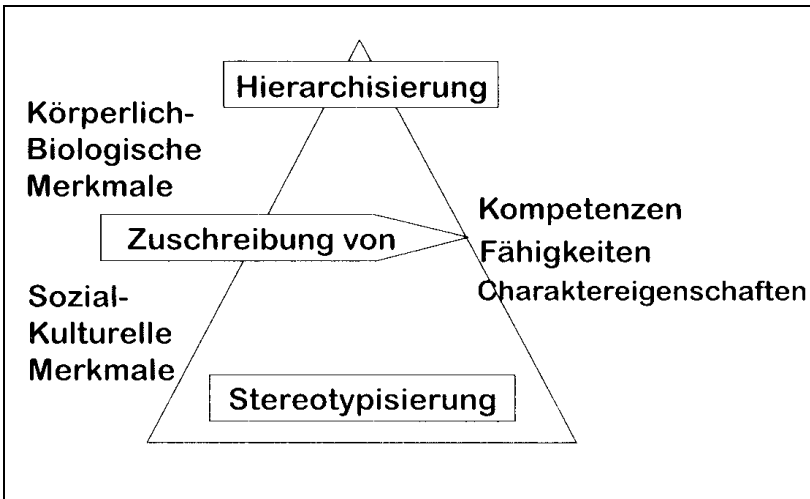 Hierarchisierung
Körperlich-
Biologische
Merkmale
Zuschreibung von
Kompetenzen
Fähigkeiten
Charaktereigenschaften
Sozial-
Kulturelle
Merkmale
Stereotypisierung